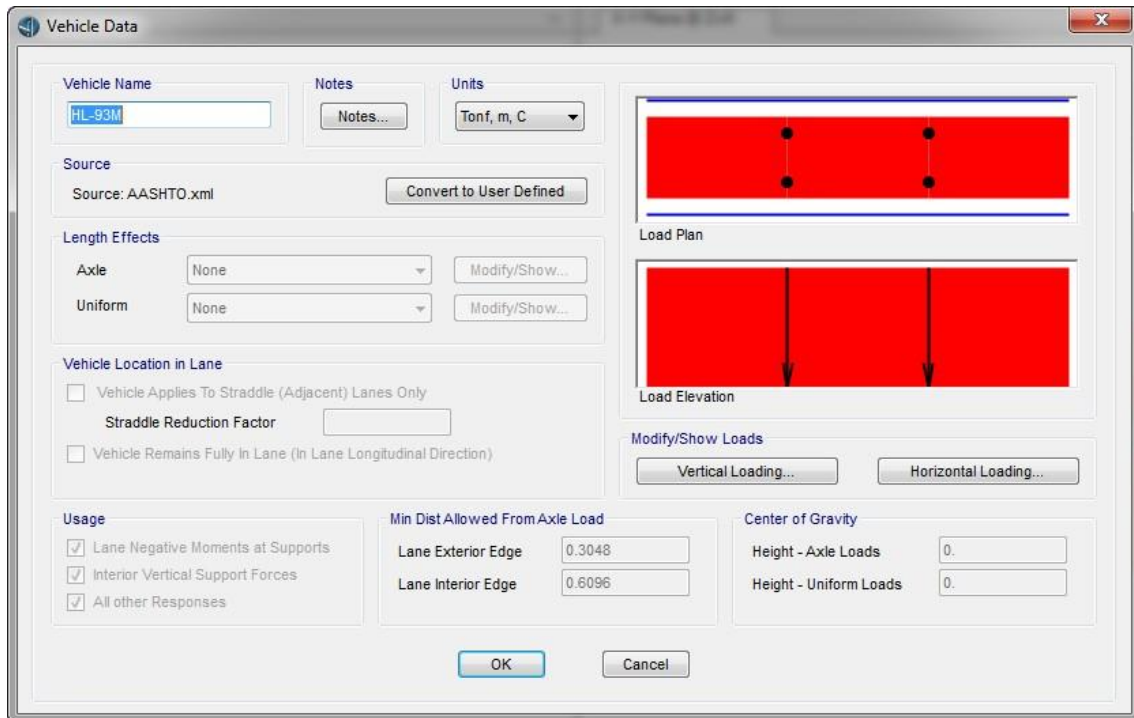 Vehicle Data
Vehicle Name
HL-93M
Notes
Notes...
Units
Tonf, m, C
Source
Source: AASHTO.xml
Convert to User Defined
Length Effects
Axle
None
Modify/Show...
Uniform
None
Modify/Show...
Vehicle Location in Lane
Vehicle Applies To Straddle (Adjacent) Lanes Only
Straddle Reduction Factor
Vehicle Remains Fully In Lane (In Lane Longitudinal Direction)
Load Plan
Load Elevation
Modify/Show Loads
Vertical Loading...
Horizontal Loading...
Usage
Lane Negative Moments at Supports
Interior Vertical Support Forces
All other Responses
Min Dist Allowed From Axle Load
Lane Exterior Edge
0.3048
Lane Interior Edge
0.6096
Center of Gravity
Height - Axle Loads
0.
Height - Uniform Loads
0.
OK
Cancel